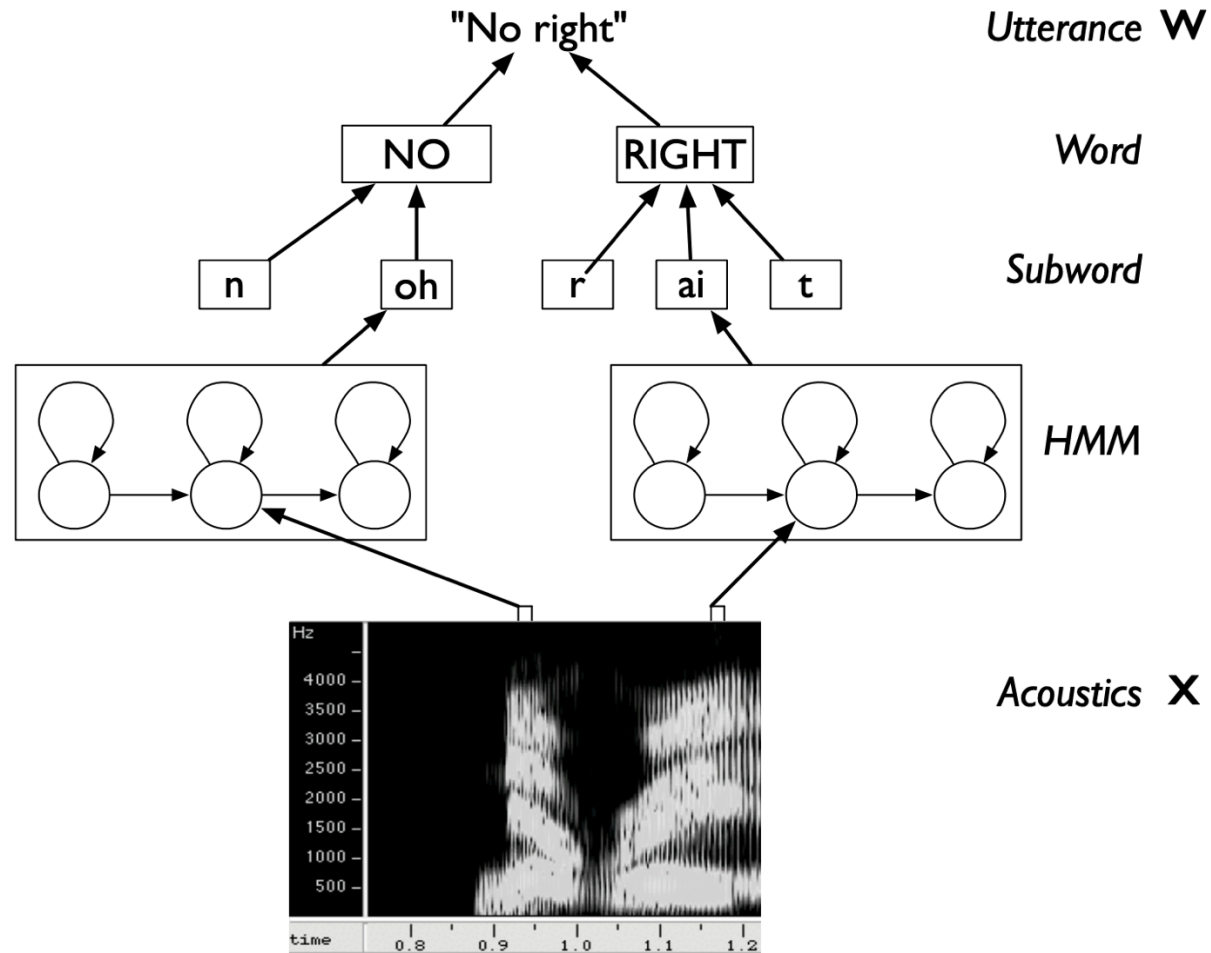 "No right" Utterance W
NO RIGHT Word
n oh r ai t Subword
HMM
Hz
4000
3500
3000
2500
2000
1500
1000
500
Acoustics X
time 0.8 0.9 1.0 1.1 1.2